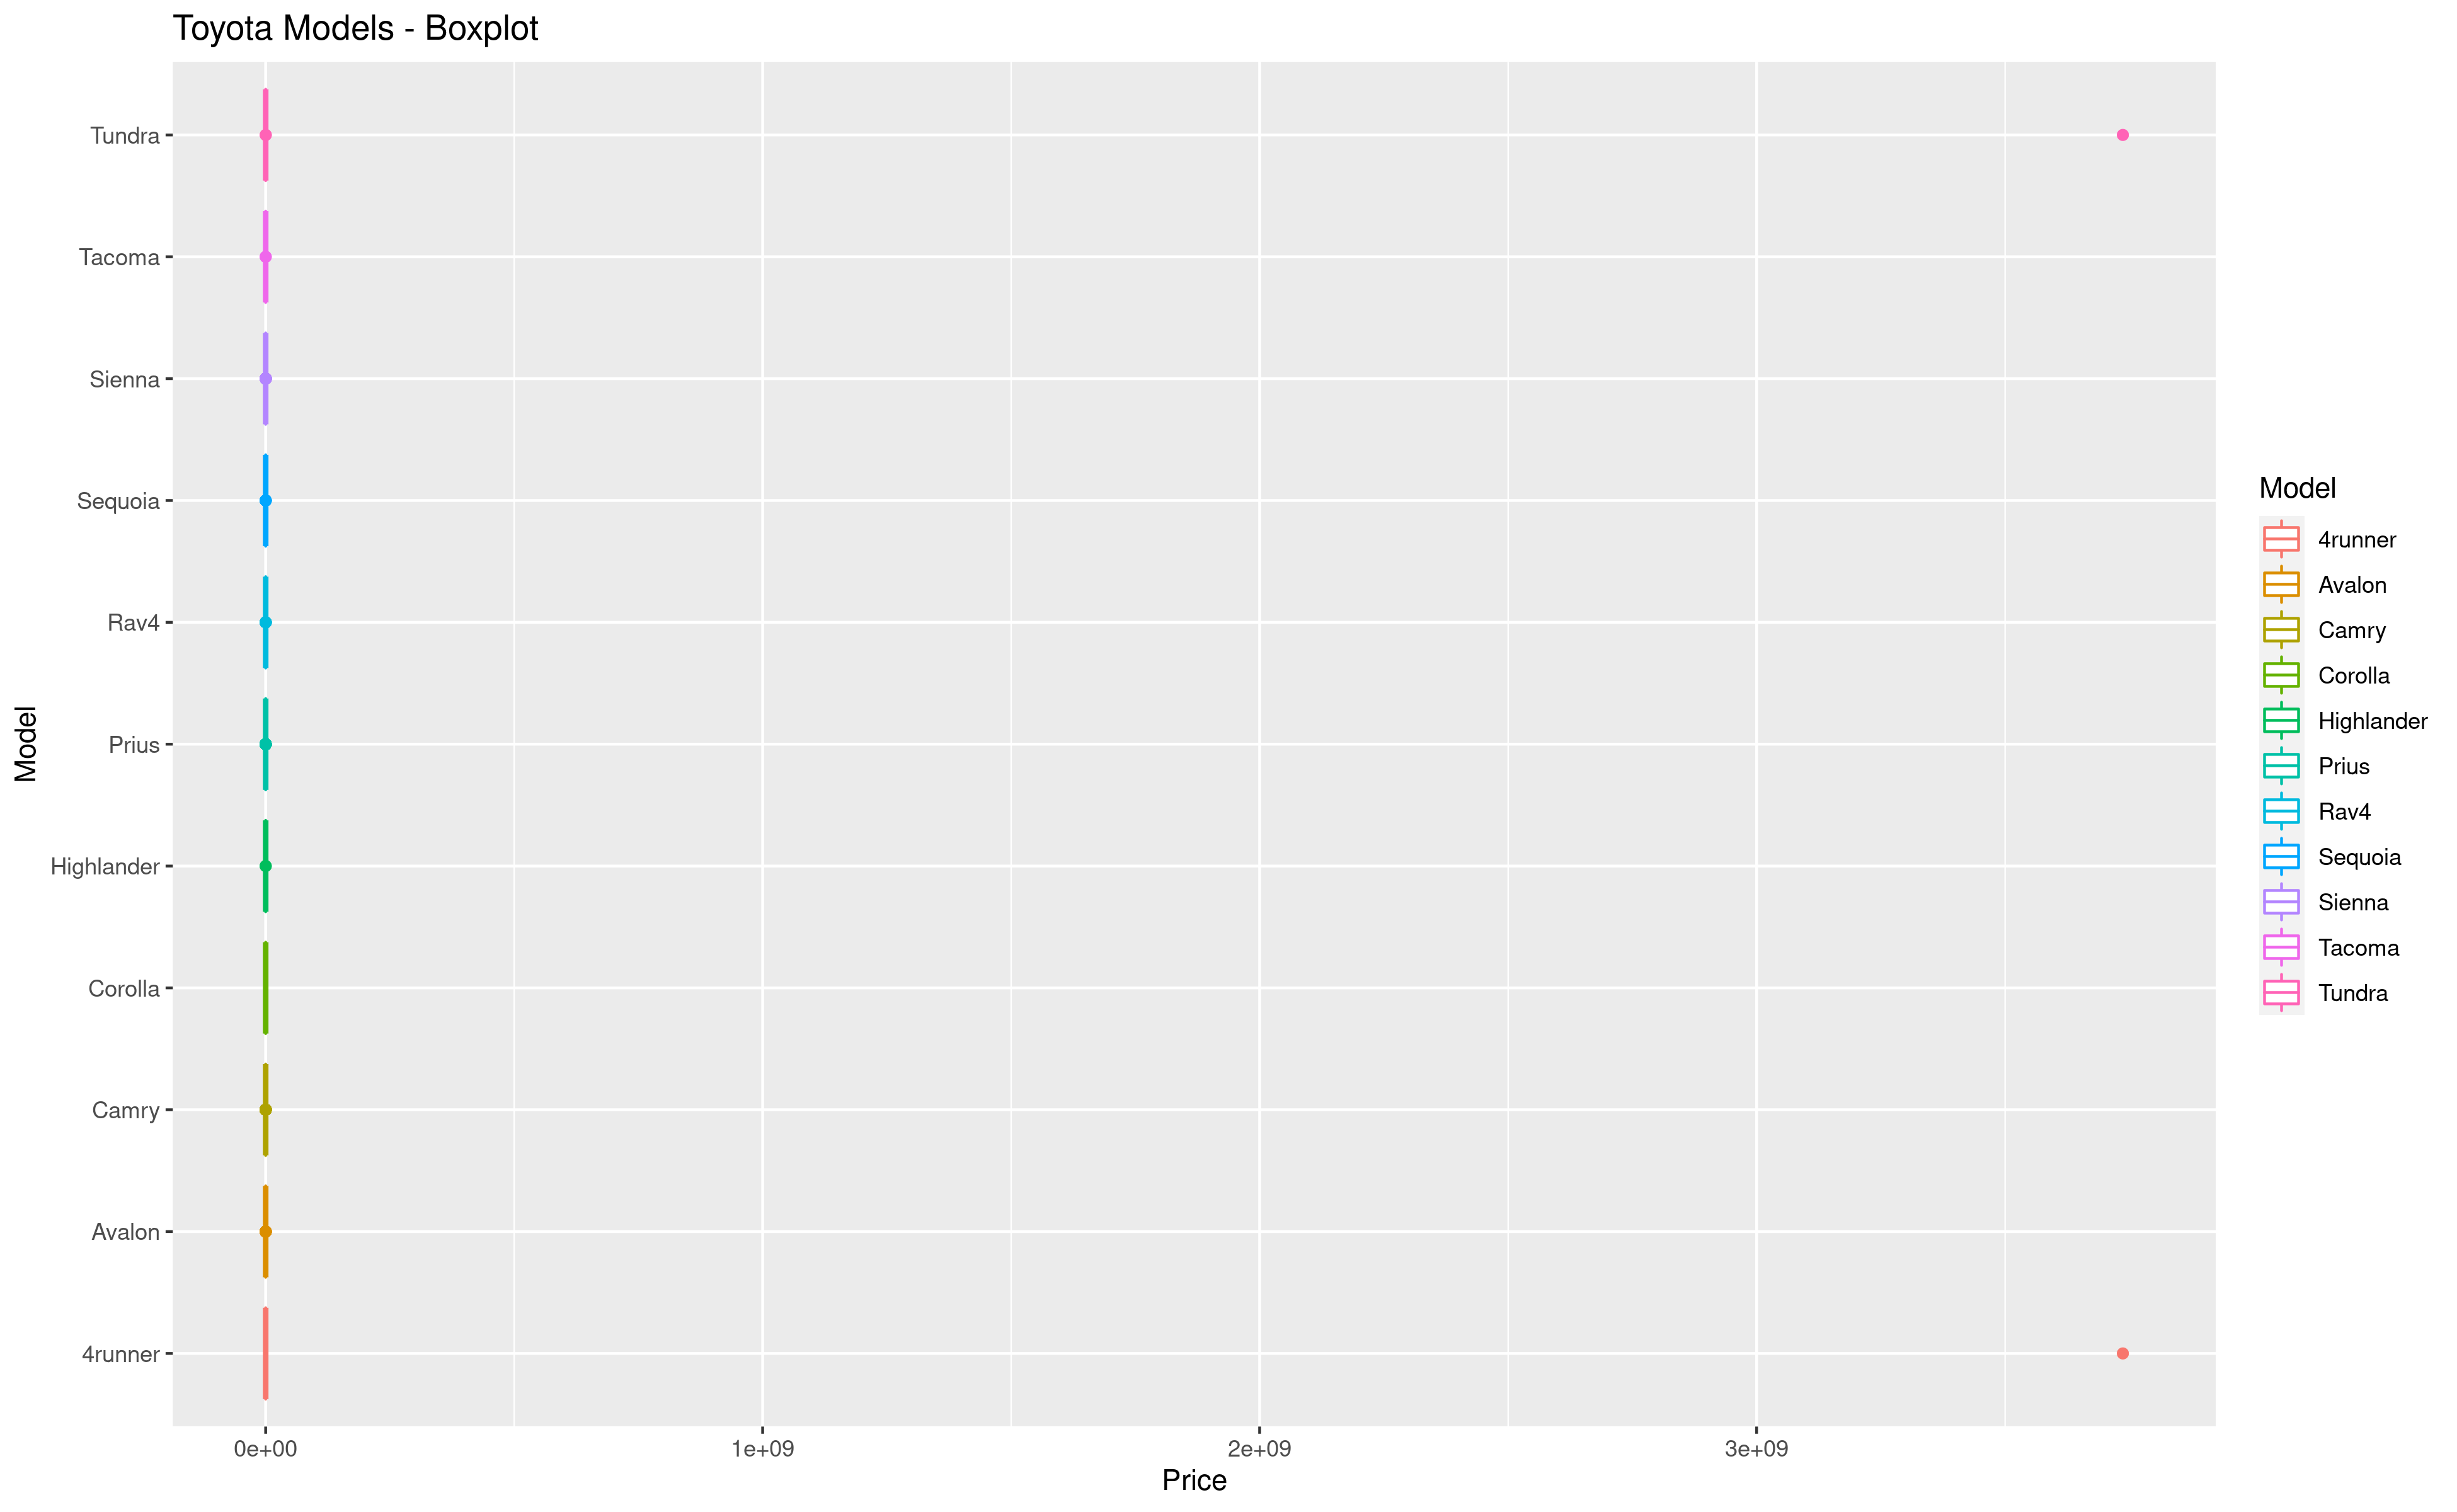 Toyota Models - Boxplot
Tundra
Tacoma
Sienna
Sequoia
Rav4
Prius
Highlander
Corolla
Camry
Avalon
4runner
Model
0e+00 1e+09 2e+09 3e+09
Price
Model
4runner
Avalon
Camry
Corolla
Highlander
Prius
Rav4
Sequoia
Sienna
Tacoma
Tundra